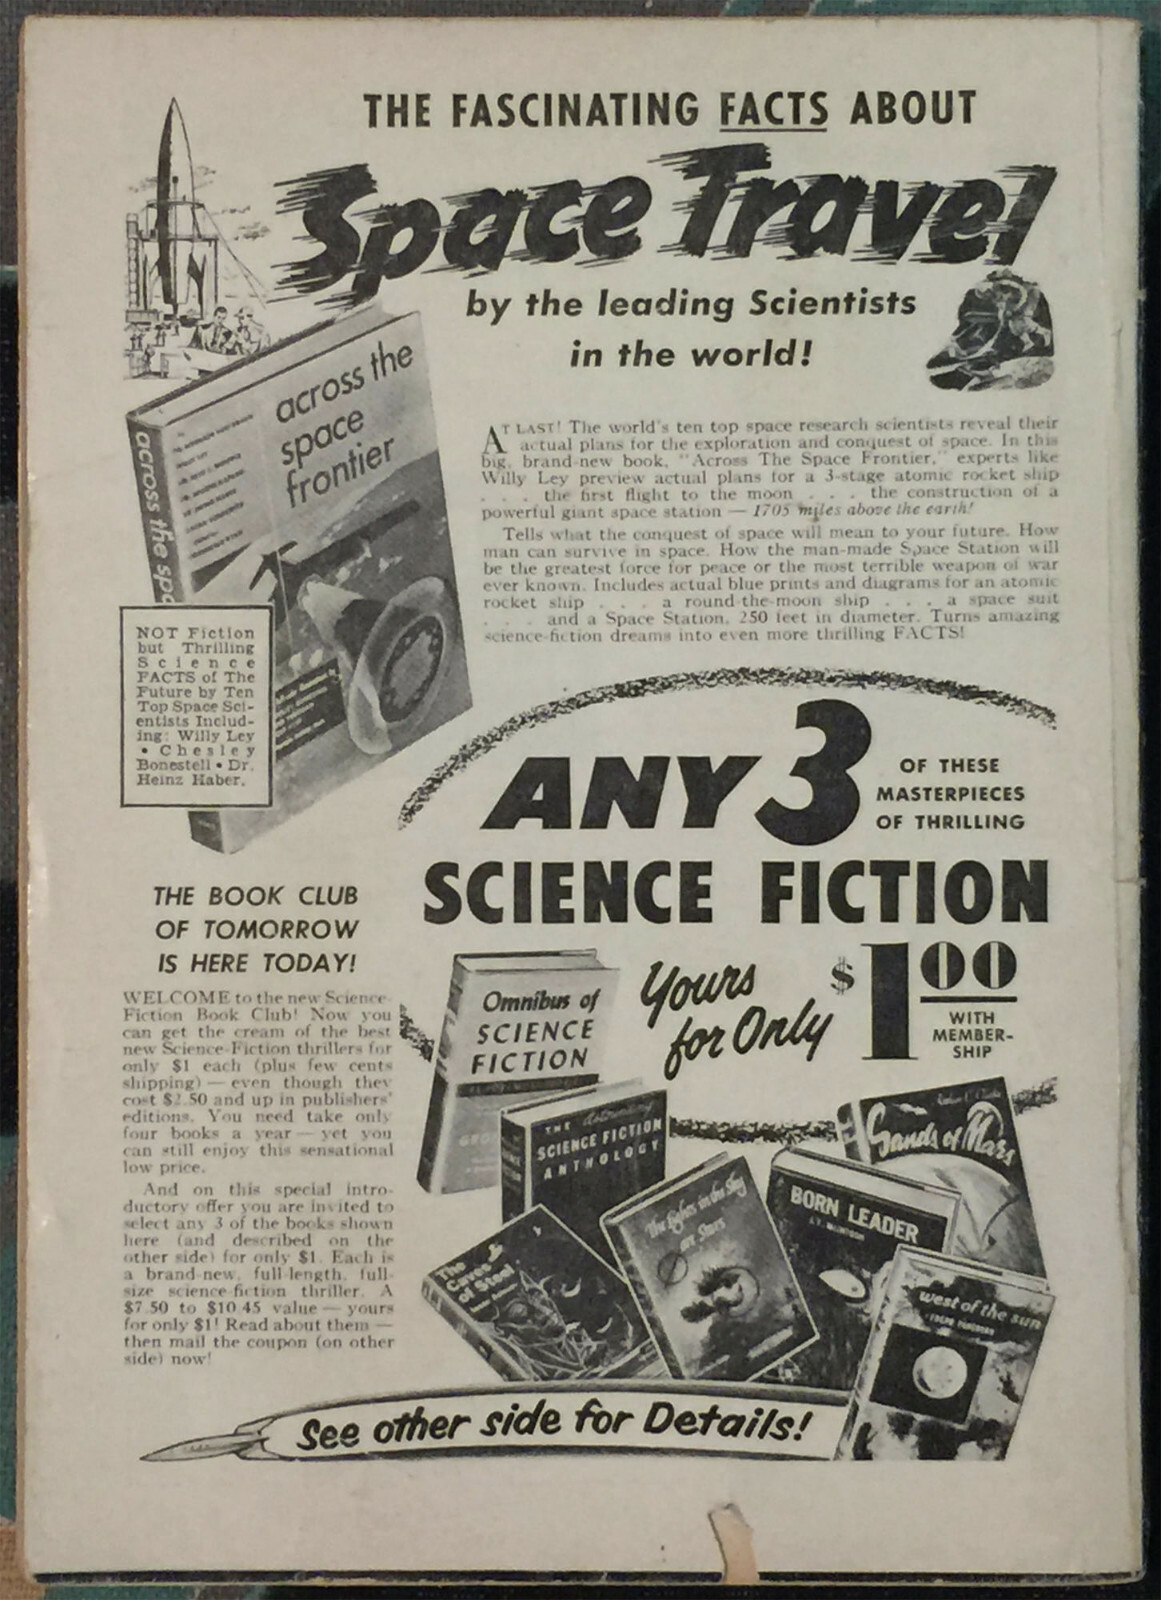 THE FASCINATING FACTS ABOUT
Space Travel
by the leading Scientists
in the world!
across the
space
frontier
across the spa
AT LAST! The world's ten top space research scientists reveal their
actual plans for the exploration and conquest of space. In this
big, brand-new book, "Across The Space Frontier," experts like
Willy Ley preview actual plans for a 3-stage atomic rocket ship
. . . the first flight to the moon . . . the construction of a
powerful giant space station — 1705 miles above the earth!
Tells what the conquest of space will mean to your future. How
man can survive in space. How the man-made Space Station will
be the greatest force for peace or the most terrible weapon of war
ever known. Includes actual blue prints and diagrams for an atomic
rocket ship . . . a round-the-moon ship . . . a space suit
. . . and a Space Station, 250 feet in diameter. Turns amazing
science-fiction dreams into even more thrilling FACTS!
NOT Fiction
but Thrilling
Science
FACTS of The
Future by Ten
Top Space Sci-
entists Includ-
ing: Willy Ley
• Chesley
Bonestell • Dr.
Heinz Haber.
ANY 3 OF THESE
MASTERPIECES
OF THRILLING
SCIENCE FICTION
Yours
for Only
$1.00
WITH
MEMBER-
SHIP
THE BOOK CLUB
OF TOMORROW
IS HERE TODAY!
WELCOME to the new Science-
Fiction Book Club! Now you
can get the cream of the best
new Science-Fiction thrillers for
only $1 each (plus few cents
shipping) — even though they
cost $2.50 and up in publishers'
editions. You need take only
four books a year — yet you
can still enjoy this sensational
low price.
And on this special intro-
ductory offer you are invited to
select any 3 of the books shown
here (and described on the
other side) for only $1. Each is
a brand-new, full-length, full-
size science-fiction thriller. A
$7.50 to $10.45 value — yours
for only $1! Read about them —
then mail the coupon (on other
side) now!
Omnibus of
SCIENCE
FICTION
THE Astounding
SCIENCE FICTION
ANTHOLOGY
The
Caves
of Steel
The Lights in the Sky
are Stars
BORN LEADER
Arthur C. Clarke
Sands of Mars
west of the sun
See other side for Details!